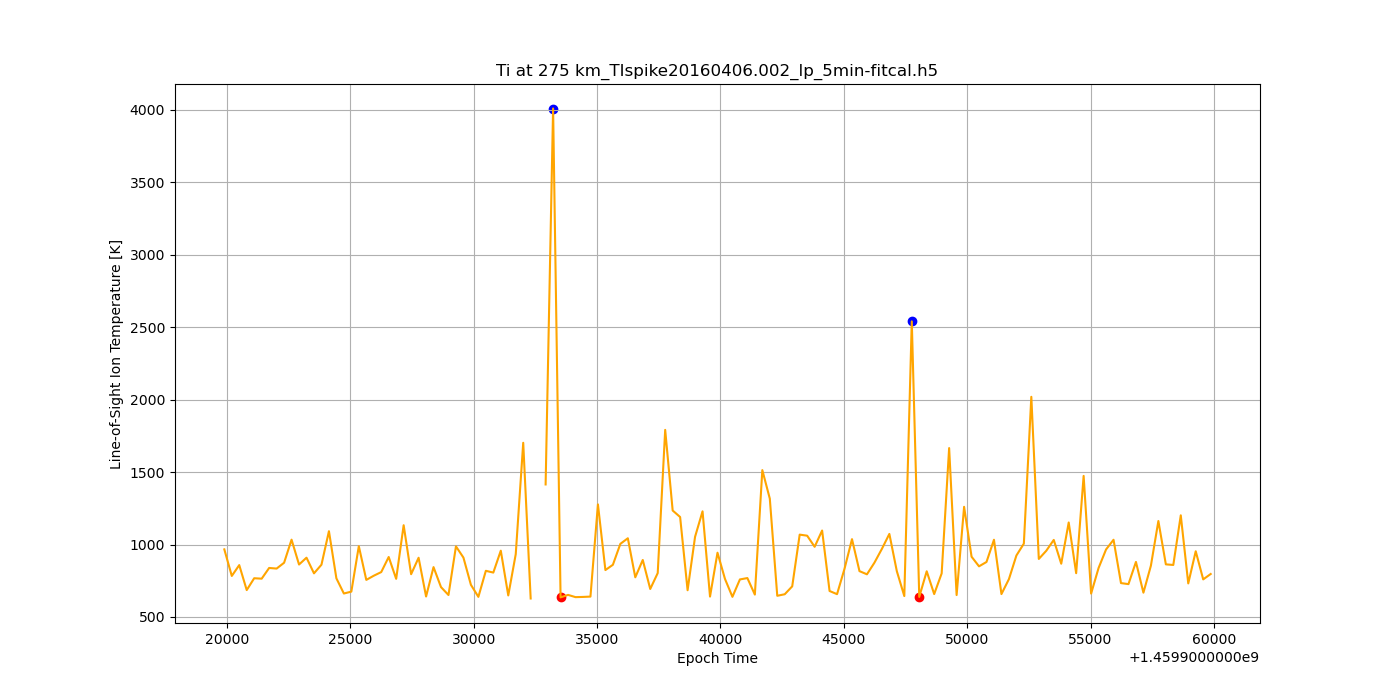 Ti at 275 km_TIspike20160406.002_lp_5min-fitcal.h5
Line-of-Sight Ion Temperature [K]
4000
3500
3000
2500
2000
1500
1000
500
20000 25000 30000 35000 40000 45000 50000 55000 60000
Epoch Time
+1.4599000000e9